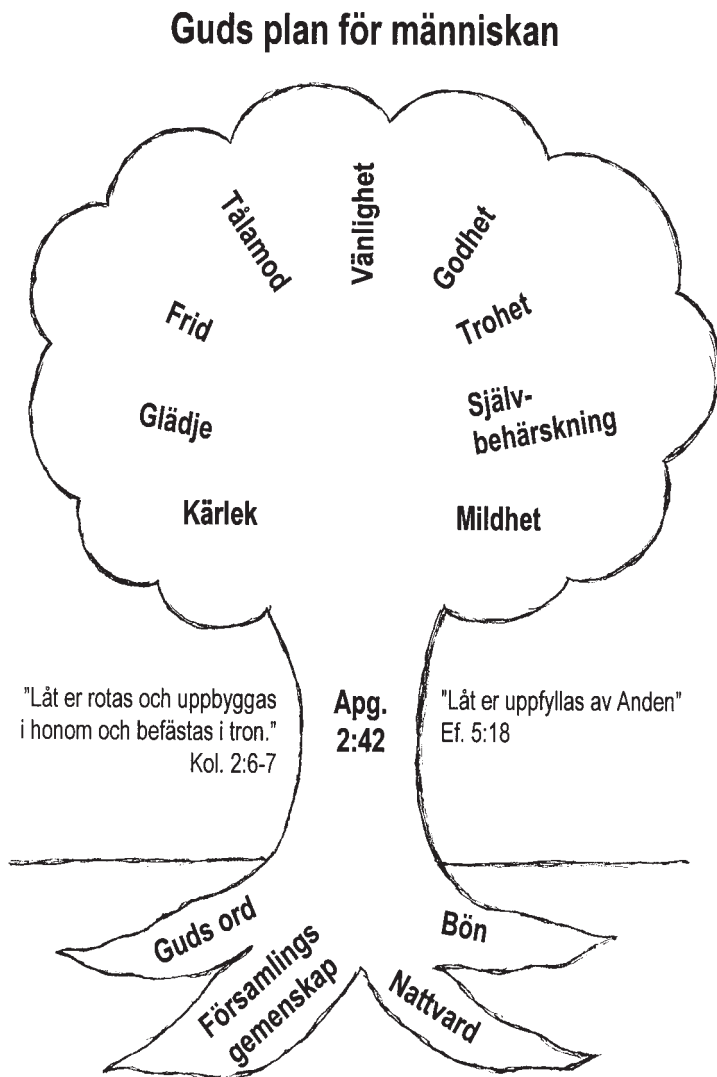 Guds plan för människan
Tålamod
Vänlighet
Godhet
Frid
Trohet
Glädje
Själv-
behärskning
Kärlek
Mildhet
"Låt er rotas och uppbyggas
i honom och befästas i tron."
Kol. 2:6-7
Apg.
2:42
"Låt er uppfyllas av Anden"
Ef. 5:18
Guds ord
Församlings
gemenskap
Nattvard
Bön